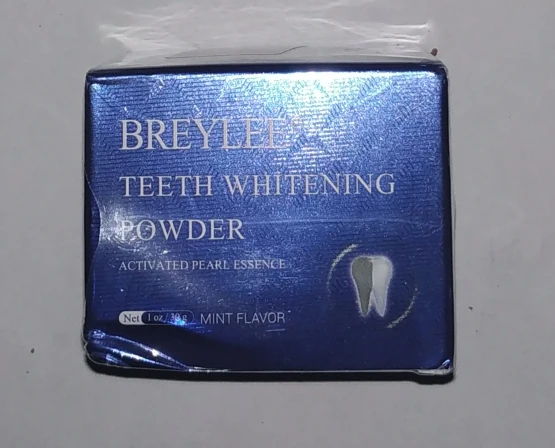 BREYLEE
TEETH WHITENING
POWDER
ACTIVATED PEARL ESSENCE
Net 1 oz / 30 g MINT FLAVOR